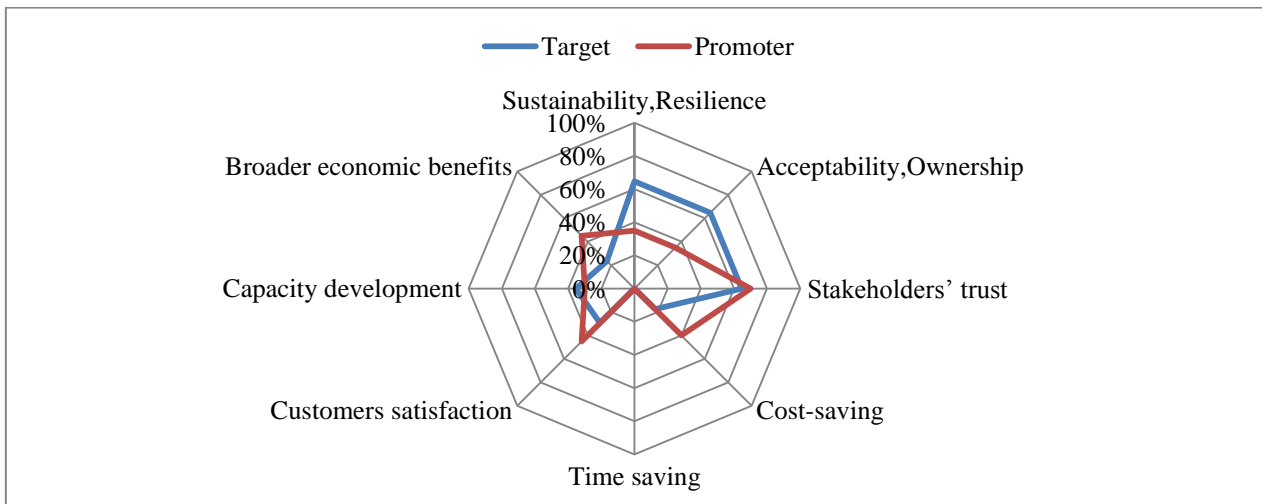 Target Promoter
Sustainability,Resilience
100%
Broader economic benefits
80%
Acceptability,Ownership
60%
40%
20%
Capacity development
0%
Stakeholders’ trust
Customers satisfaction
Cost-saving
Time saving